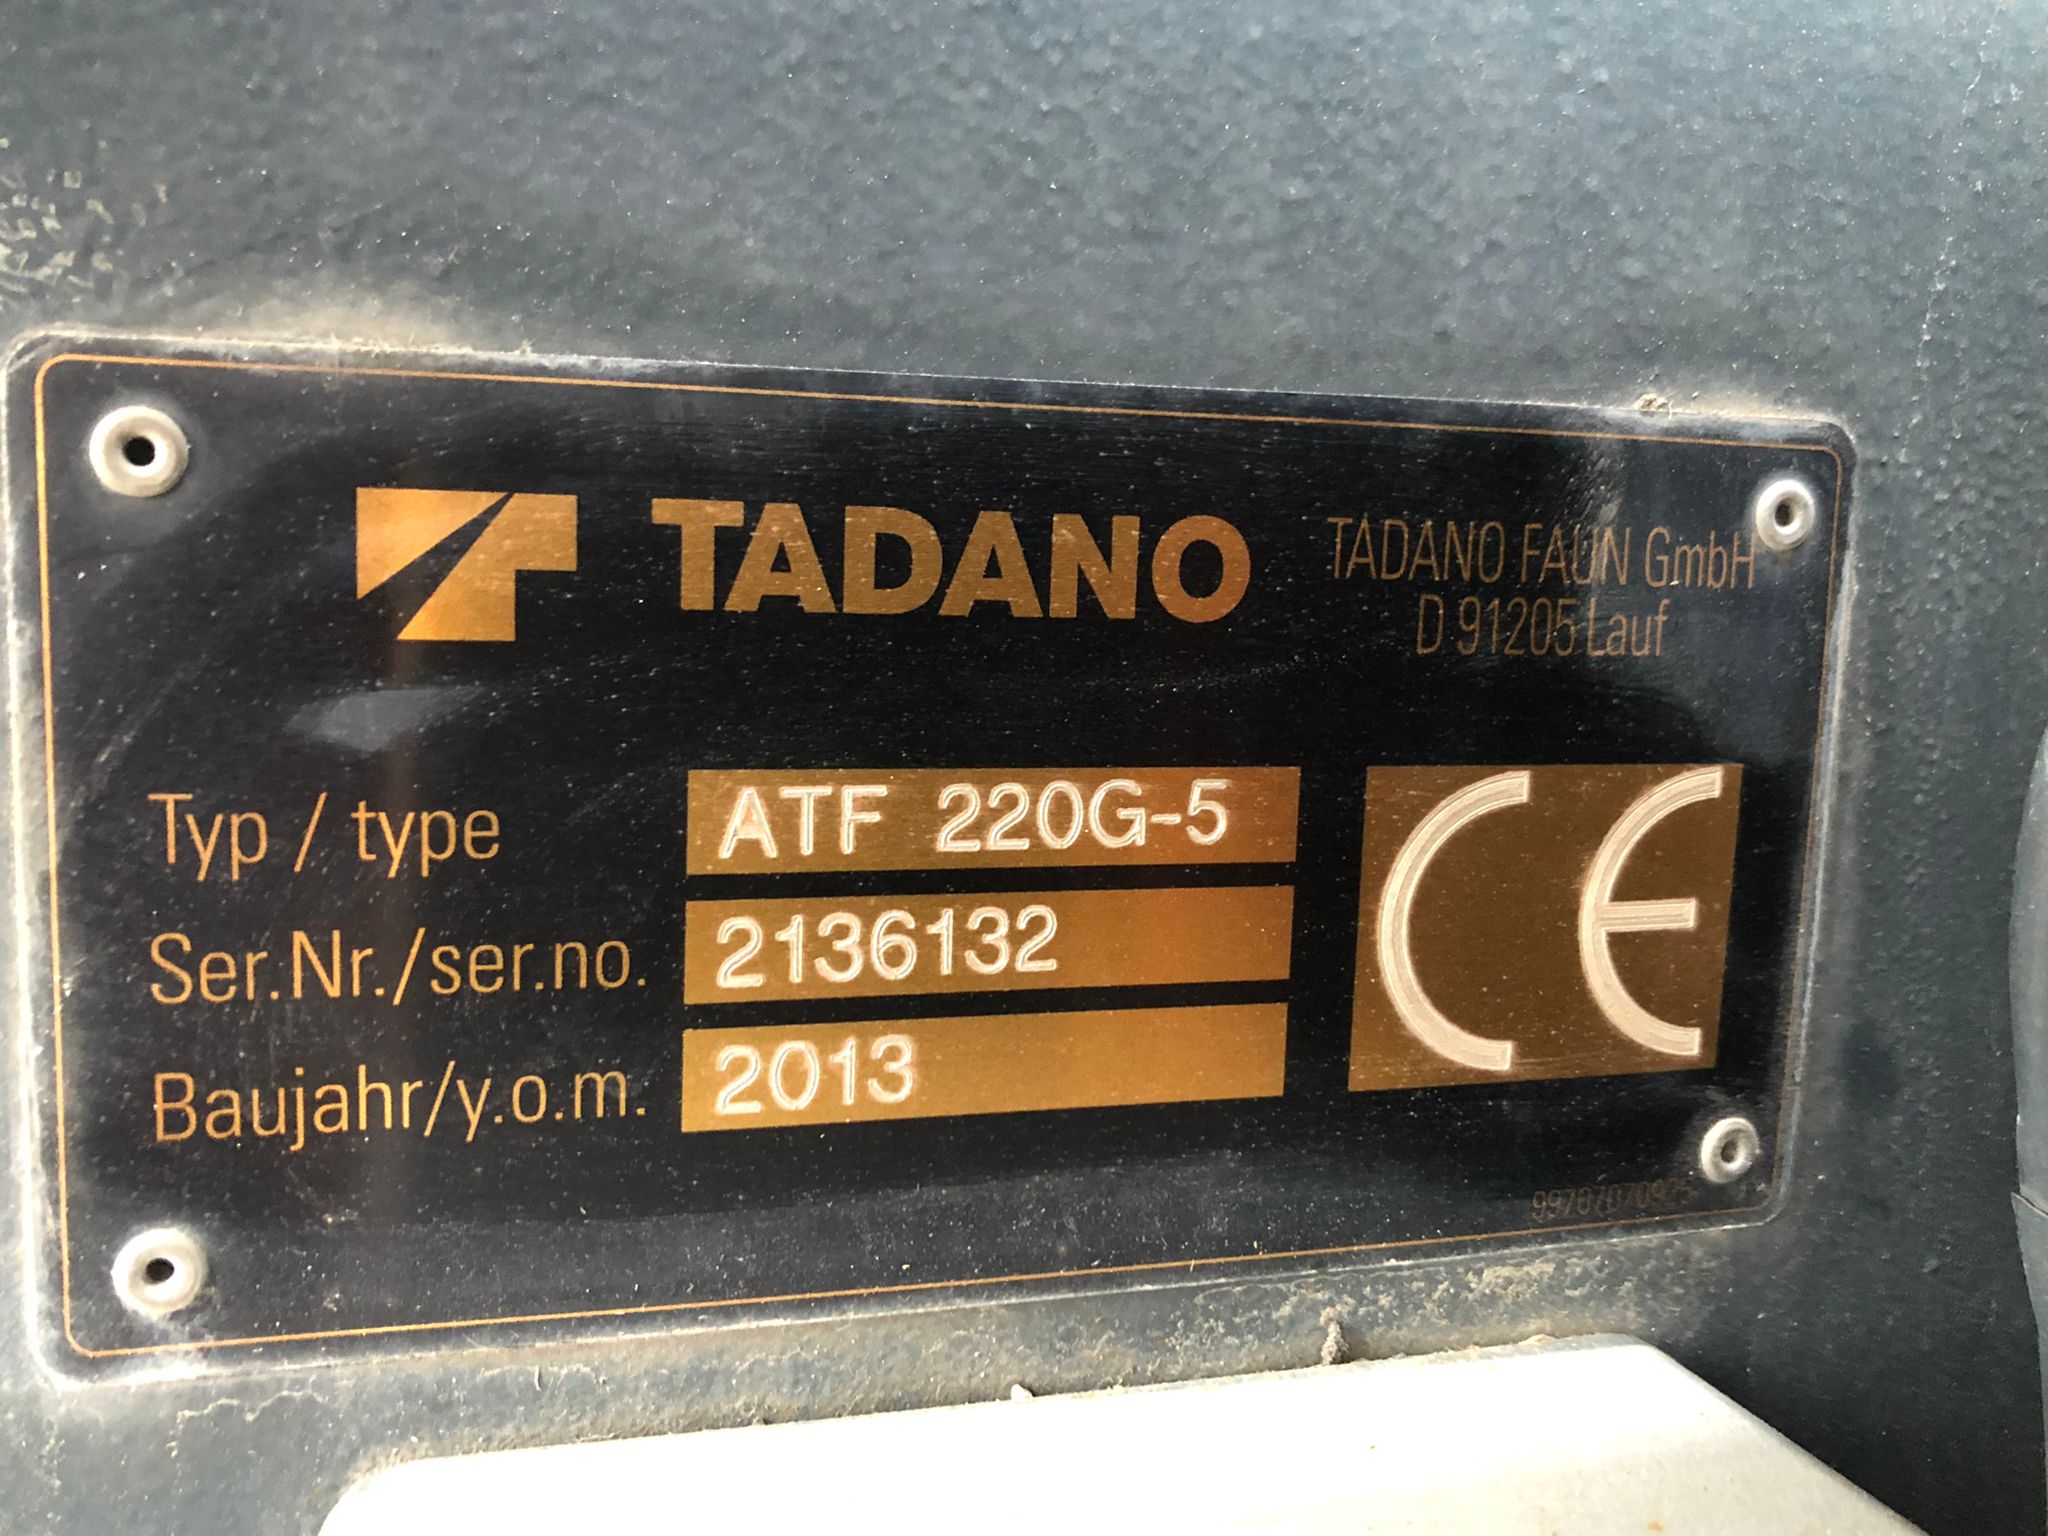 TADANO
TADANO FAUN GmbH
D 91205 Lauf
Typ / type ATF 220G-5
Ser.Nr./ser.no. 2136132
Baujahr/y.o.m. 2013
CE